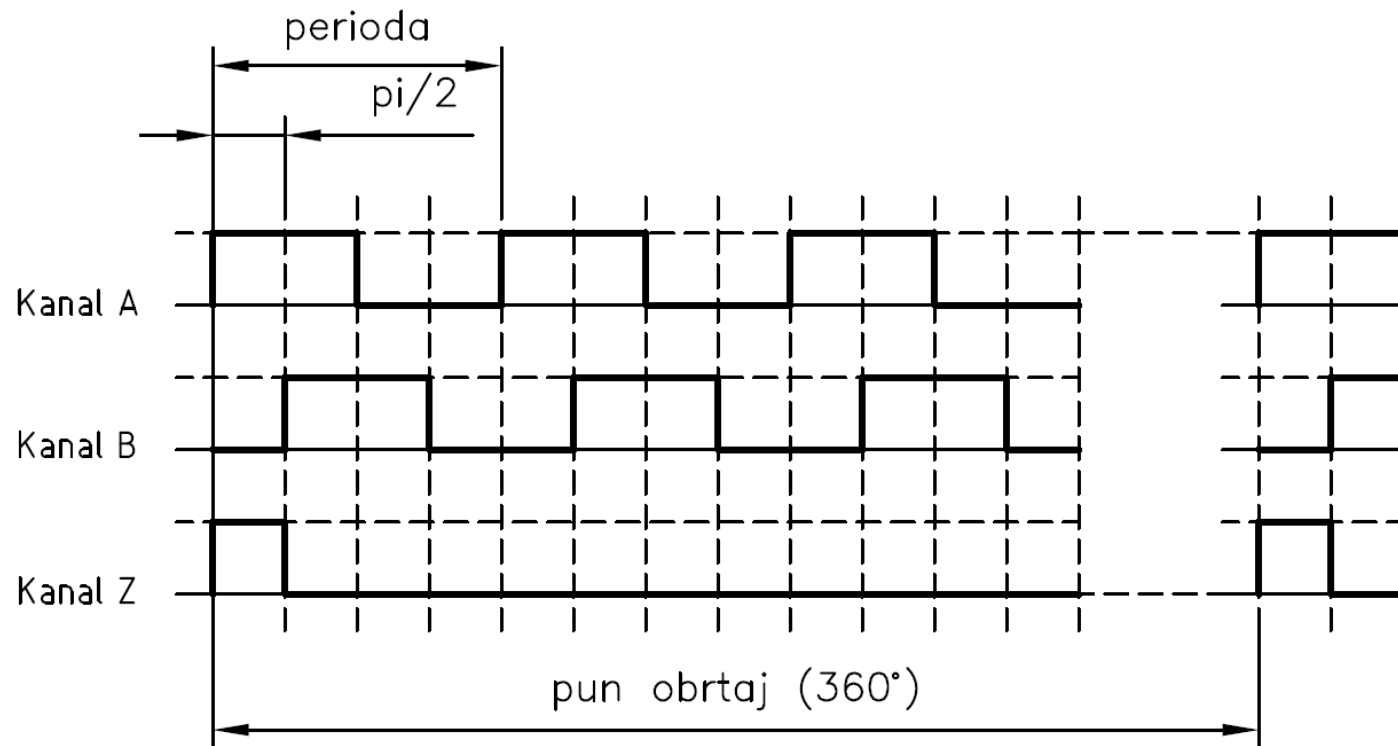 perioda
pi/2
Kanal A
Kanal B
Kanal Z
pun obrtaj (360°)